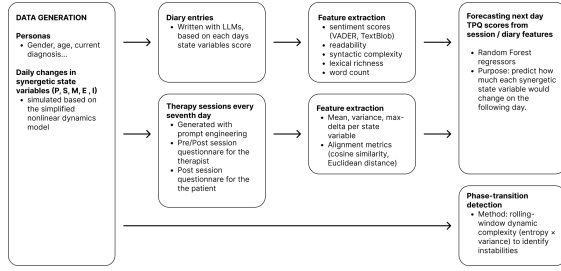 DATA GENERATION
Personas
• Gender, age, current
diagnosis...
Daily changes in
synergetic state
variables (P, S, M, E , I)
• simulated based on
the simplified
nonlinear dynamics
model
Diary entries
• Written with LLMs,
based on each days
state variables score
Therapy sessions every
seventh day
• Generated with
prompt engineering
• Pre/Post session
questionnare for the
therapist
• Post session
questionnare for the
the patient
Feature extraction
• sentiment scores
(VADER, TextBlob)
• readability
• syntactic complexity
• lexical richness
• word count
Feature extraction
• Mean, variance, max-
delta per state
variable
• Alignment metrics
(cosine similarity,
Euclidean distance)
Forecasting next day
TPQ scores from
session / diary features
• Random Forest
regressors
• Purpose: predict how
much each synergetic
state variable would
change on the
following day.
Phase-transition
detection
• Method: rolling-
window dynamic
complexity (entropy ×
variance) to identify
instabilities